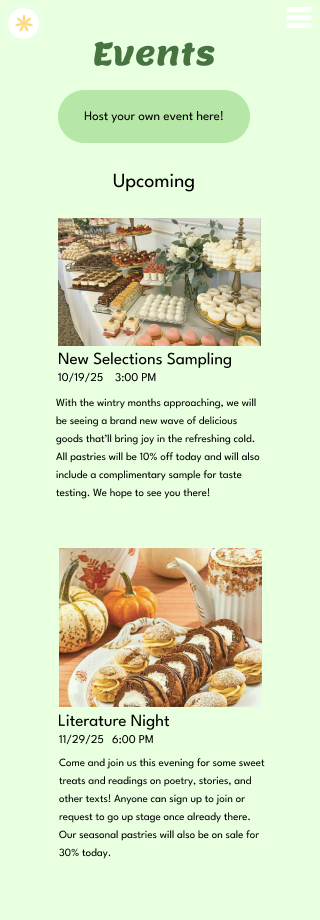 Events
Host your own event here!
Upcoming
New Selections Sampling
10/19/25 3:00 PM
With the wintry months approaching, we will
be seeing a brand new wave of delicious
goods that'll bring joy in the refreshing cold.
All pastries will be 10% off today and will also
include a complimentary sample for taste
testing. We hope to see you there!
Literature Night
11/29/25 6:00 PM
Come and join us this evening for some sweet
treats and readings on poetry, stories, and
other texts! Anyone can sign up to join or
request to go up stage once already there.
Our seasonal pastries will also be on sale for
30% today.